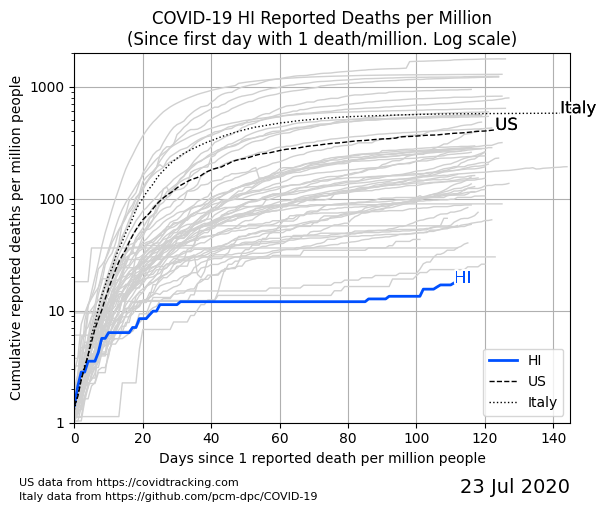 COVID-19 HI Reported Deaths per Million
(Since first day with 1 death/million. Log scale)
Cumulative reported deaths per million people
1000
100
10
1
Italy
US
HI
HI
US
Italy
0 20 40 60 80 100 120 140
Days since 1 reported death per million people
US data from https://covidtracking.com
Italy data from https://github.com/pcm-dpc/COVID-19
23 Jul 2020